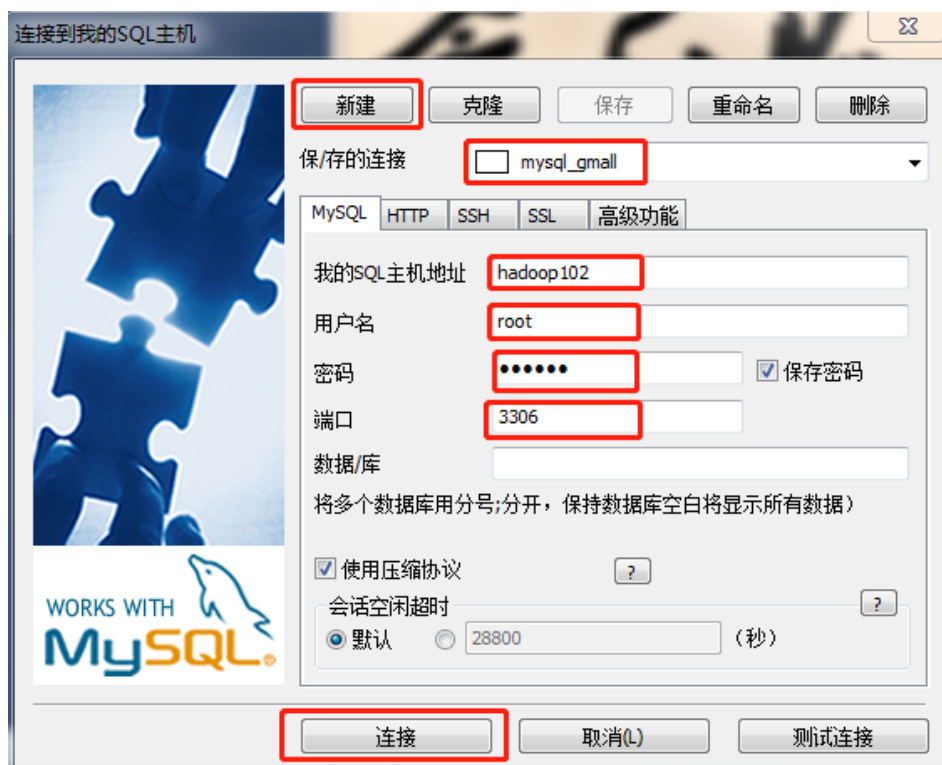 连接到我的SQL主机
新建 克隆 保存 重命名 删除
保/存的连接 mysql_gmall
MySQL HTTP SSH SSL 高级功能
我的SQL主机地址 hadoop102
用户名 root
密码 •••••• 保存密码
端口 3306
数据/库
将多个数据库用分号;分开，保持数据库空白将显示所有数据）
使用压缩协议 ?
会话空闲超时 ?
默认 28800 （秒）
WORKS WITH
MySQL®
连接 取消(L) 测试连接